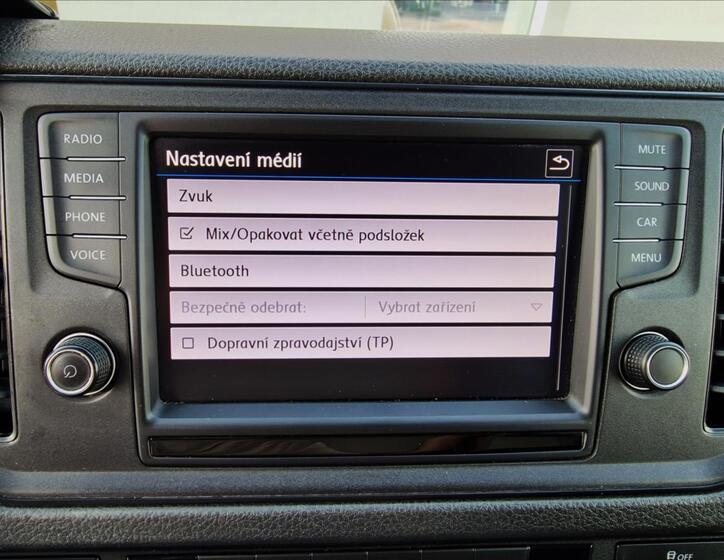 RADIO
MEDIA
PHONE
VOICE
Nastavení médií
Zvuk
Mix/Opakovat včetně podsložek
Bluetooth
Bezpečně odebrat: Vybrat zařízení
Dopravní zpravodajství (TP)
MUTE
SOUND
CAR
MENU
OFF